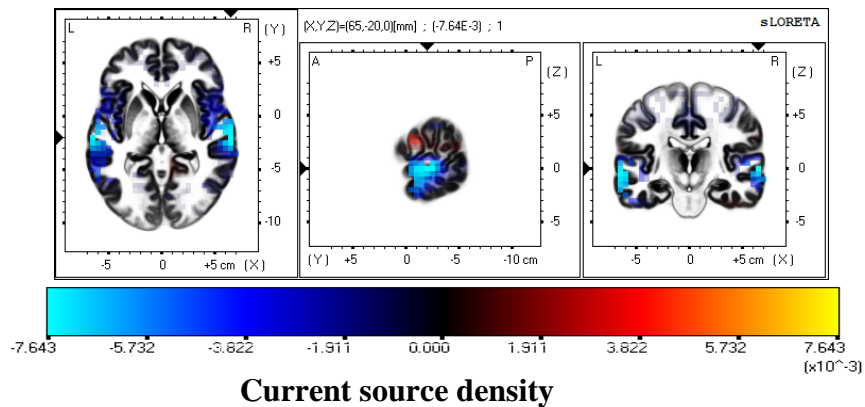 (X,Y,Z)=(65,-20,0)[mm] ; (-7.64E-3) ; 1
sLORETA
L R (Y)
+5
0
-5
-10
-5 0 +5 cm (X)
A P (Z)
+5
0
-5
(Y) +5 0 -5 -10 cm
L R (Z)
+5
0
-5
-5 0 +5 cm (X)
-7.643 -5.732 -3.822 -1.911 0.000 1.911 3.822 5.732 7.643
(x10^-3)
Current source density